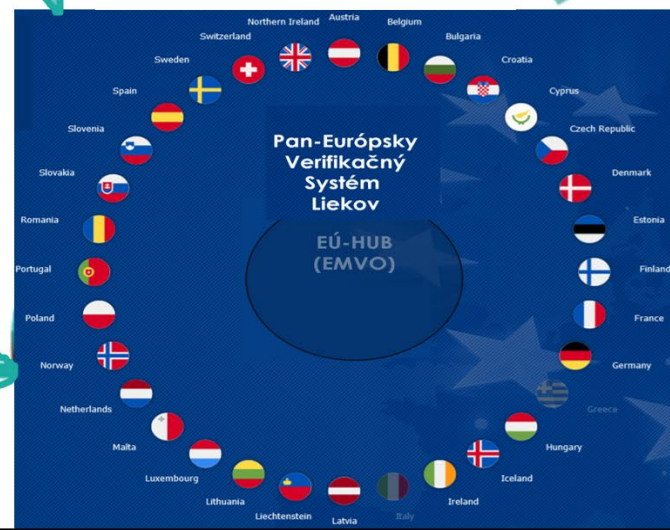 Northern Ireland
Austria
Belgium
Switzerland
Bulgaria
Sweden
Croatia
Spain
Cyprus
Slovenia
Czech Republic
Slovakia
Denmark
Romania
Estonia
Portugal
Finland
Poland
France
Norway
Germany
Netherlands
Greece
Malta
Hungary
Luxembourg
Iceland
Lithuania
Ireland
Liechtenstein
Italy
Latvia
Pan-Európsky
Verifikačný
Systém
Liekov
EÚ-HUB
(EMVO)